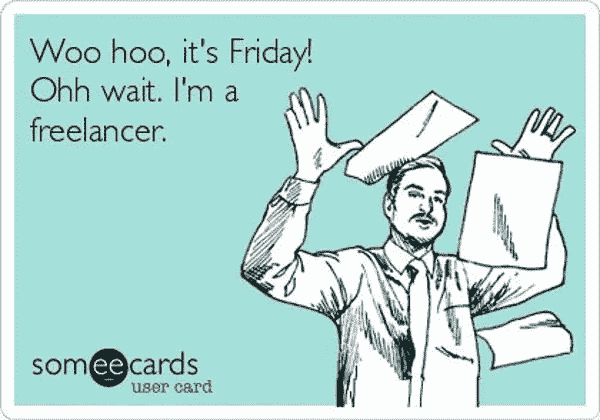 Woo hoo, it's Friday!
Ohh wait. I'm a
freelancer.
someecards
user card